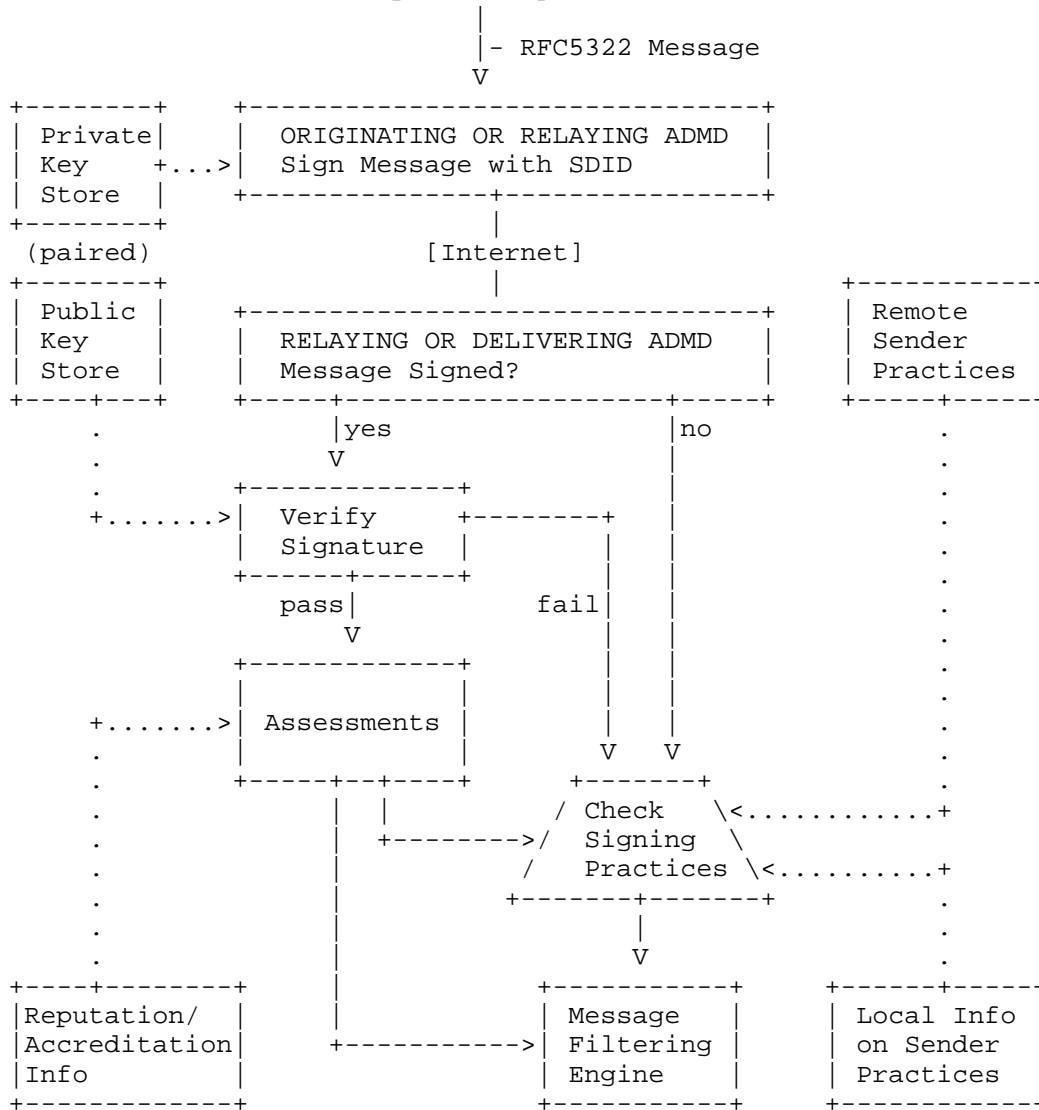 - RFC5322 Message
Private
Key
Store
ORIGINATING OR RELAYING ADMD
Sign Message with SDID
(paired)
[Internet]
Public
Key
Store
RELAYING OR DELIVERING ADMD
Message Signed?
Remote
Sender
Practices
yes
no
Verify
Signature
pass
fail
Assessments
Check
Signing
Practices
Reputation/
Accreditation
Info
Message
Filtering
Engine
Local Info
on Sender
Practices